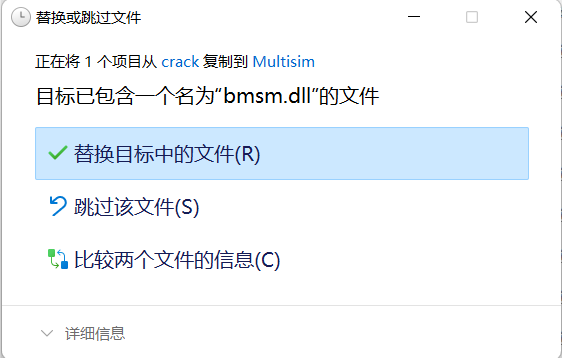 替换或跳过文件
正在将 1 个项目从 crack 复制到 Multisim
目标已包含一个名为“bmsm.dll”的文件
替换目标中的文件(R)
跳过该文件(S)
比较两个文件的信息(C)
详细信息